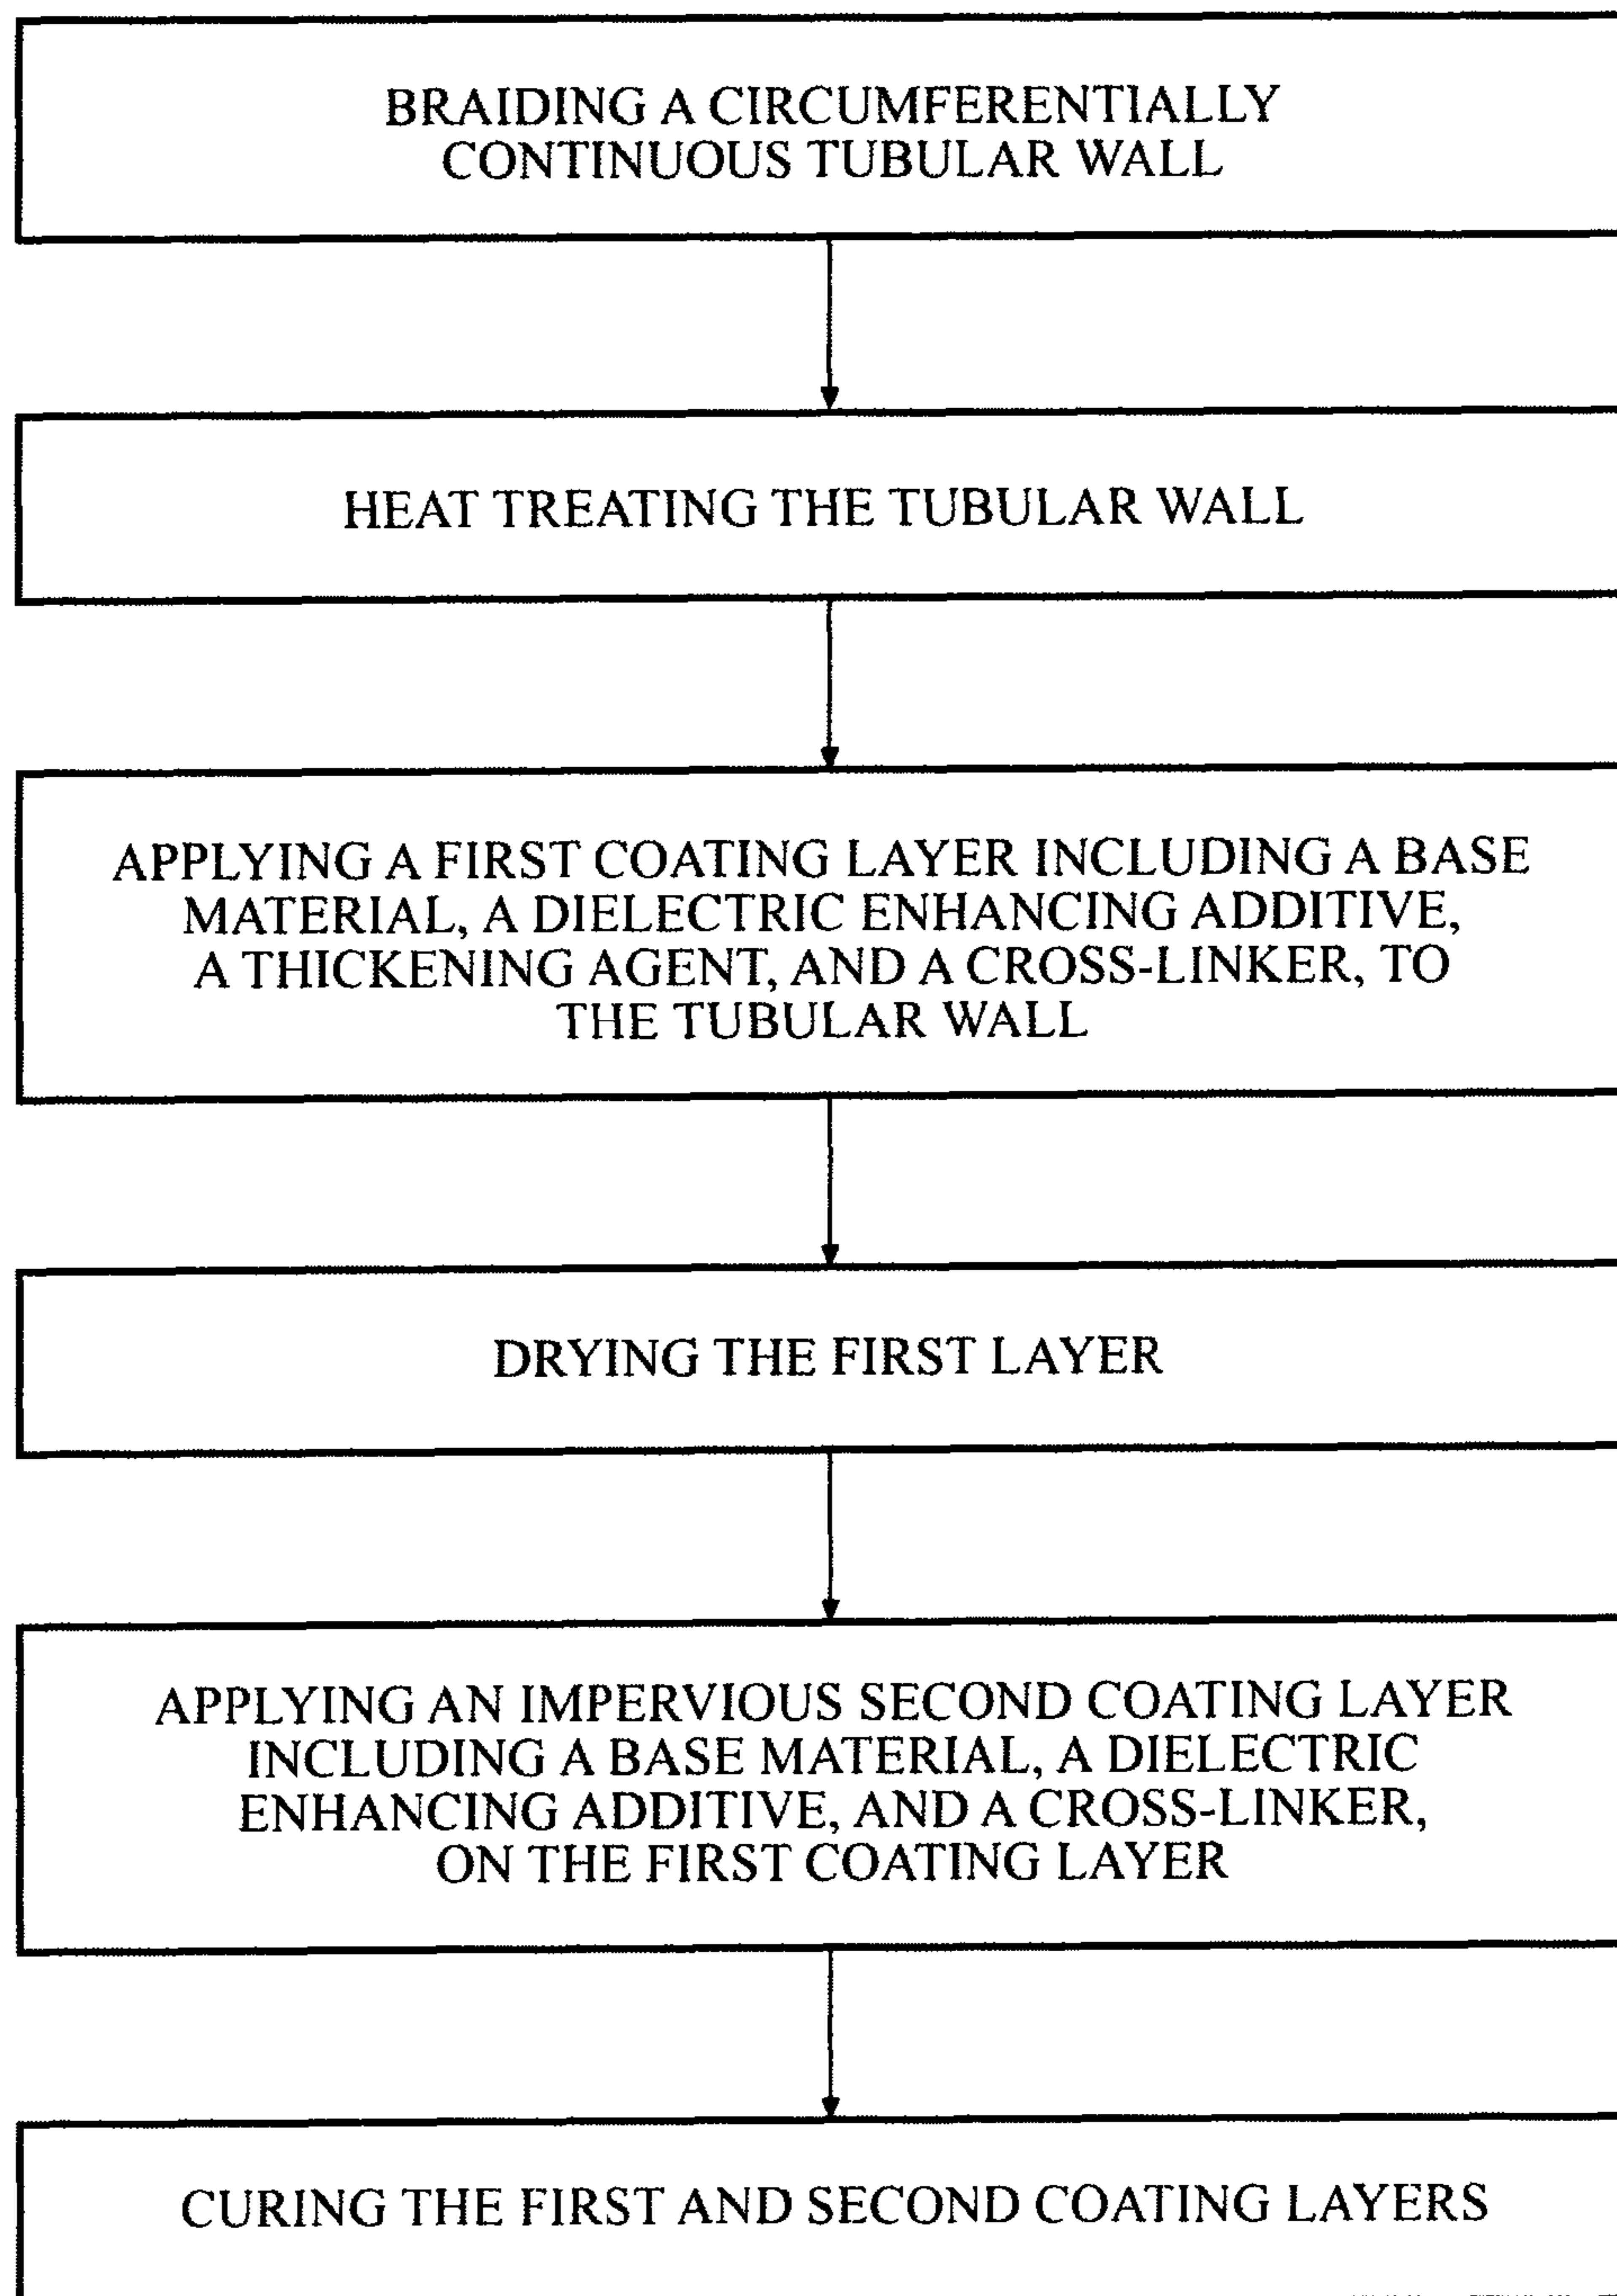 BRAIDING A CIRCUMFERENTIALLY
CONTINUOUS TUBULAR WALL
HEAT TREATING THE TUBULAR WALL
APPLYING A FIRST COATING LAYER INCLUDING A BASE
MATERIAL, A DIELECTRIC ENHANCING ADDITIVE,
A THICKENING AGENT, AND A CROSS-LINKER, TO
THE TUBULAR WALL
DRYING THE FIRST LAYER
APPLYING AN IMPERVIOUS SECOND COATING LAYER
INCLUDING A BASE MATERIAL, A DIELECTRIC
ENHANCING ADDITIVE, AND A CROSS-LINKER,
ON THE FIRST COATING LAYER
CURING THE FIRST AND SECOND COATING LAYERS